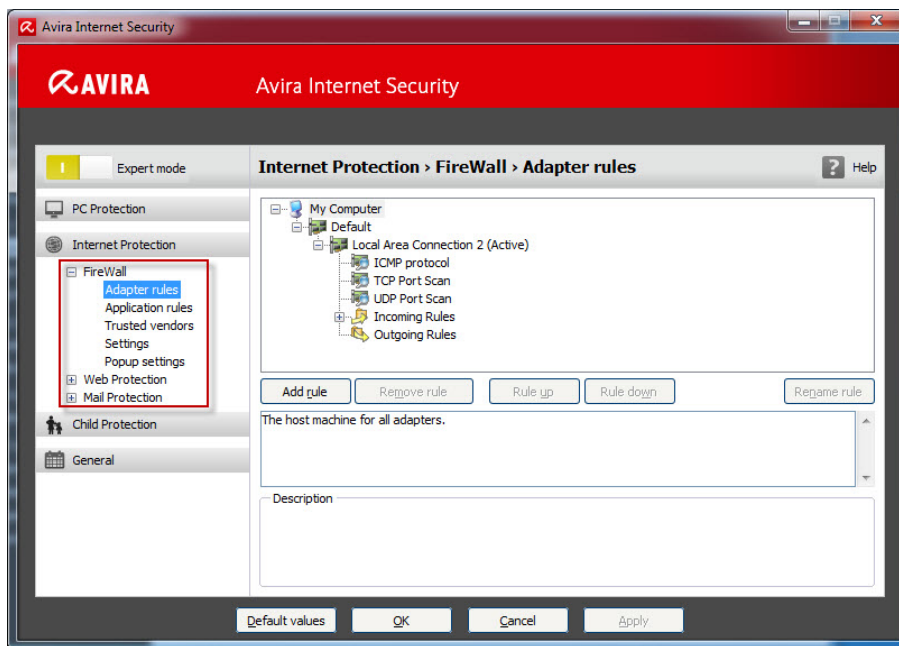 Avira Internet Security
AVIRA
Avira Internet Security
Expert mode
Internet Protection › FireWall › Adapter rules
? Help
PC Protection
Internet Protection
FireWall
Adapter rules
Application rules
Trusted vendors
Settings
Popup settings
Web Protection
Mail Protection
Child Protection
General
My Computer
Default
Local Area Connection 2 (Active)
ICMP protocol
TCP Port Scan
UDP Port Scan
Incoming Rules
Outgoing Rules
Add rule Remove rule Rule up Rule down Rename rule
The host machine for all adapters.
Description
Default values OK Cancel Apply